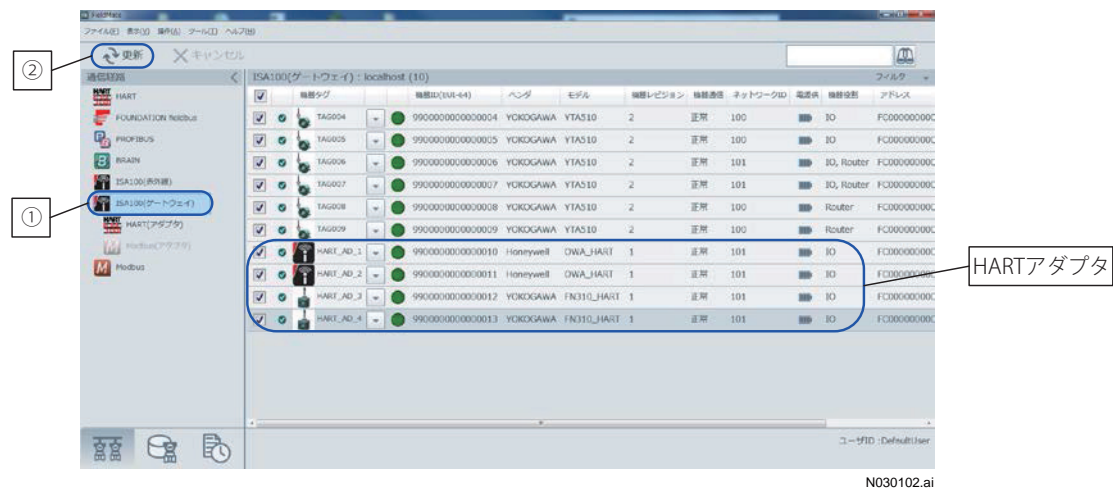 FieldMate
ファイル(F) 表示(V) 操作(A) ツール(T) ヘルプ(H)
② 更新 キャンセル
通信経路 ISA100(ゲートウェイ) : localhost (10) フィルタ
HART
FOUNDATION fieldbus
PROFIBUS
BRAIN
ISA100(赤外線)
① ISA100(ゲートウェイ)
HART(アダプタ)
Modbus(アダプタ)
Modbus
機器タグ 機器ID(EUI-64) ベンダ モデル 機器レビジョン 機器通信 ネットワークID 電源供 機器役割 アドレス
TAG004 9900000000000004 YOKOGAWA YTA510 2 正常 100 IO FC000000000
TAG005 9900000000000005 YOKOGAWA YTA510 2 正常 100 IO FC000000000
TAG006 9900000000000006 YOKOGAWA YTA510 2 正常 101 IO, Router FC000000000
TAG007 9900000000000007 YOKOGAWA YTA510 2 正常 101 IO, Router FC000000000
TAG008 9900000000000008 YOKOGAWA YTA510 2 正常 100 Router FC000000000
TAG009 9900000000000009 YOKOGAWA YTA510 2 正常 100 Router FC000000000
HART_AD_1 9900000000000010 Honeywell OWA_HART 1 正常 101 IO FC000000000
HART_AD_2 9900000000000011 Honeywell OWA_HART 1 正常 101 IO FC000000000
HART_AD_3 9900000000000012 YOKOGAWA FN310_HART 1 正常 101 IO FC000000000
HART_AD_4 9900000000000013 YOKOGAWA FN310_HART 1 正常 101 IO FC000000000
HARTアダプタ
ユーザID :DefaultUser
N030102.ai